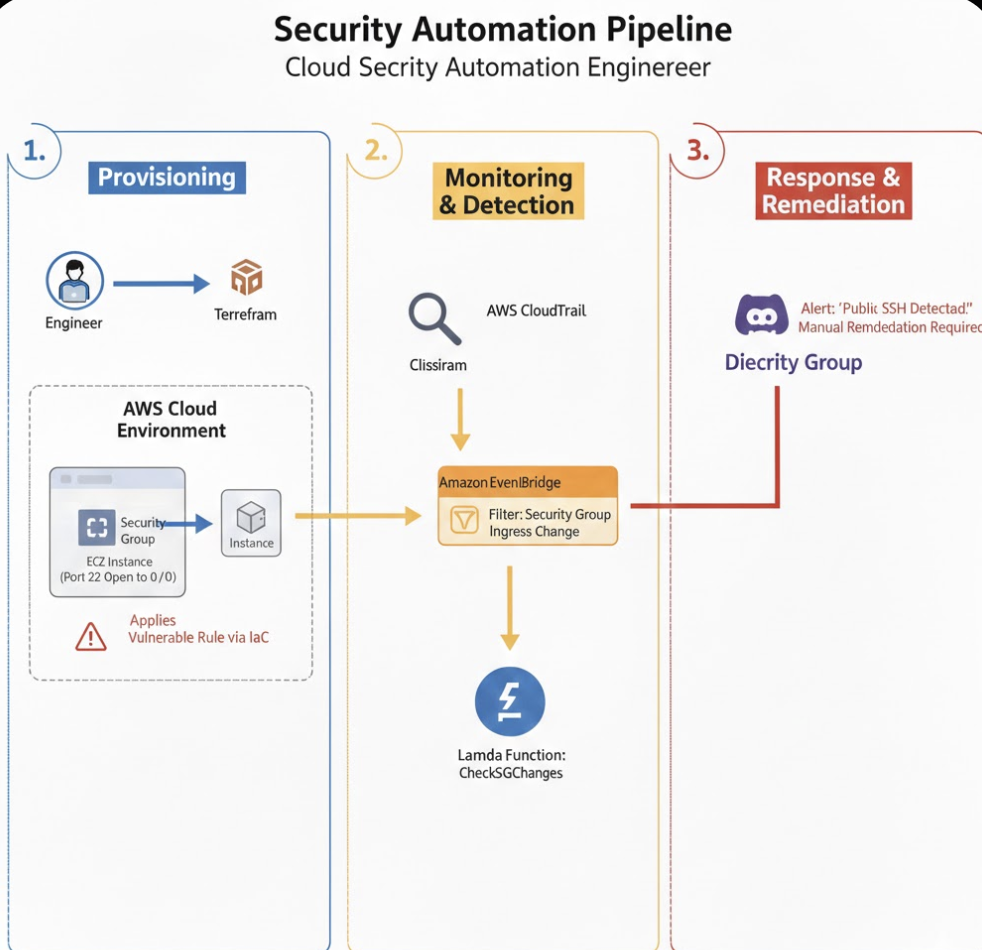 Security Automation Pipeline
Cloud Secrity Automation Enginereer
1.
Provisioning
Engineer
Terrefram
AWS Cloud
Environment
Security
Group
ECZ Instance
(Port 22 Open to 0/0)
Instance
Applies
Vulnerable Rule via IaC
2.
Monitoring
& Detection
AWS CloudTrail
Clissiram
Amazon EvenlBridge
Filter: Security Group
Ingress Change
Lamda Function:
CheckSGChanges
3.
Response &
Remediation
Alert: 'Public SSH Detectad."
Manual Remdedation Required
Diecrity Group